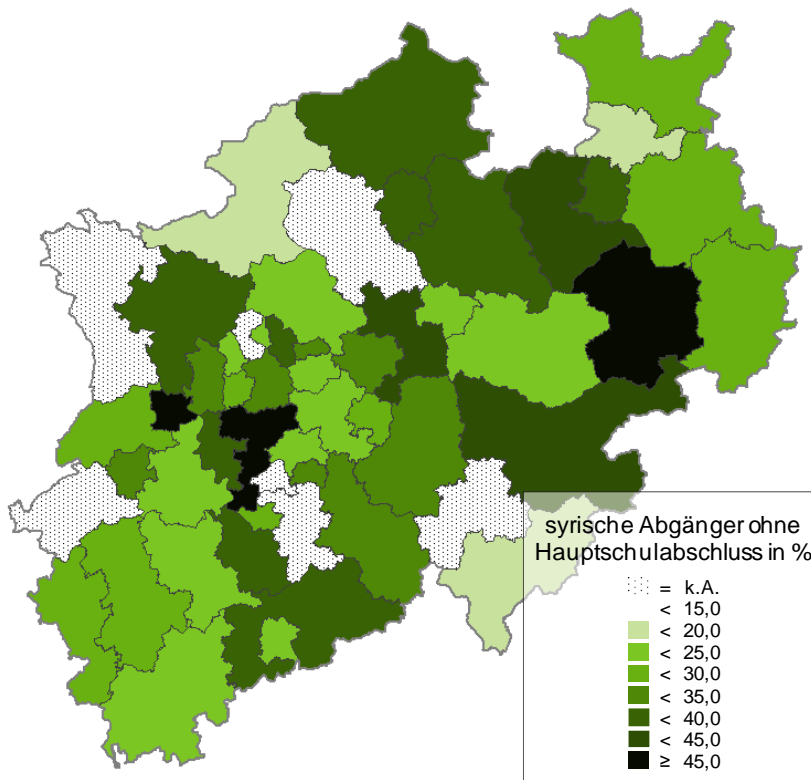 syrische Abgänger ohne
Hauptschulabschluss in %
= k.A.
< 15,0
< 20,0
< 25,0
< 30,0
< 35,0
< 40,0
< 45,0
≥ 45,0